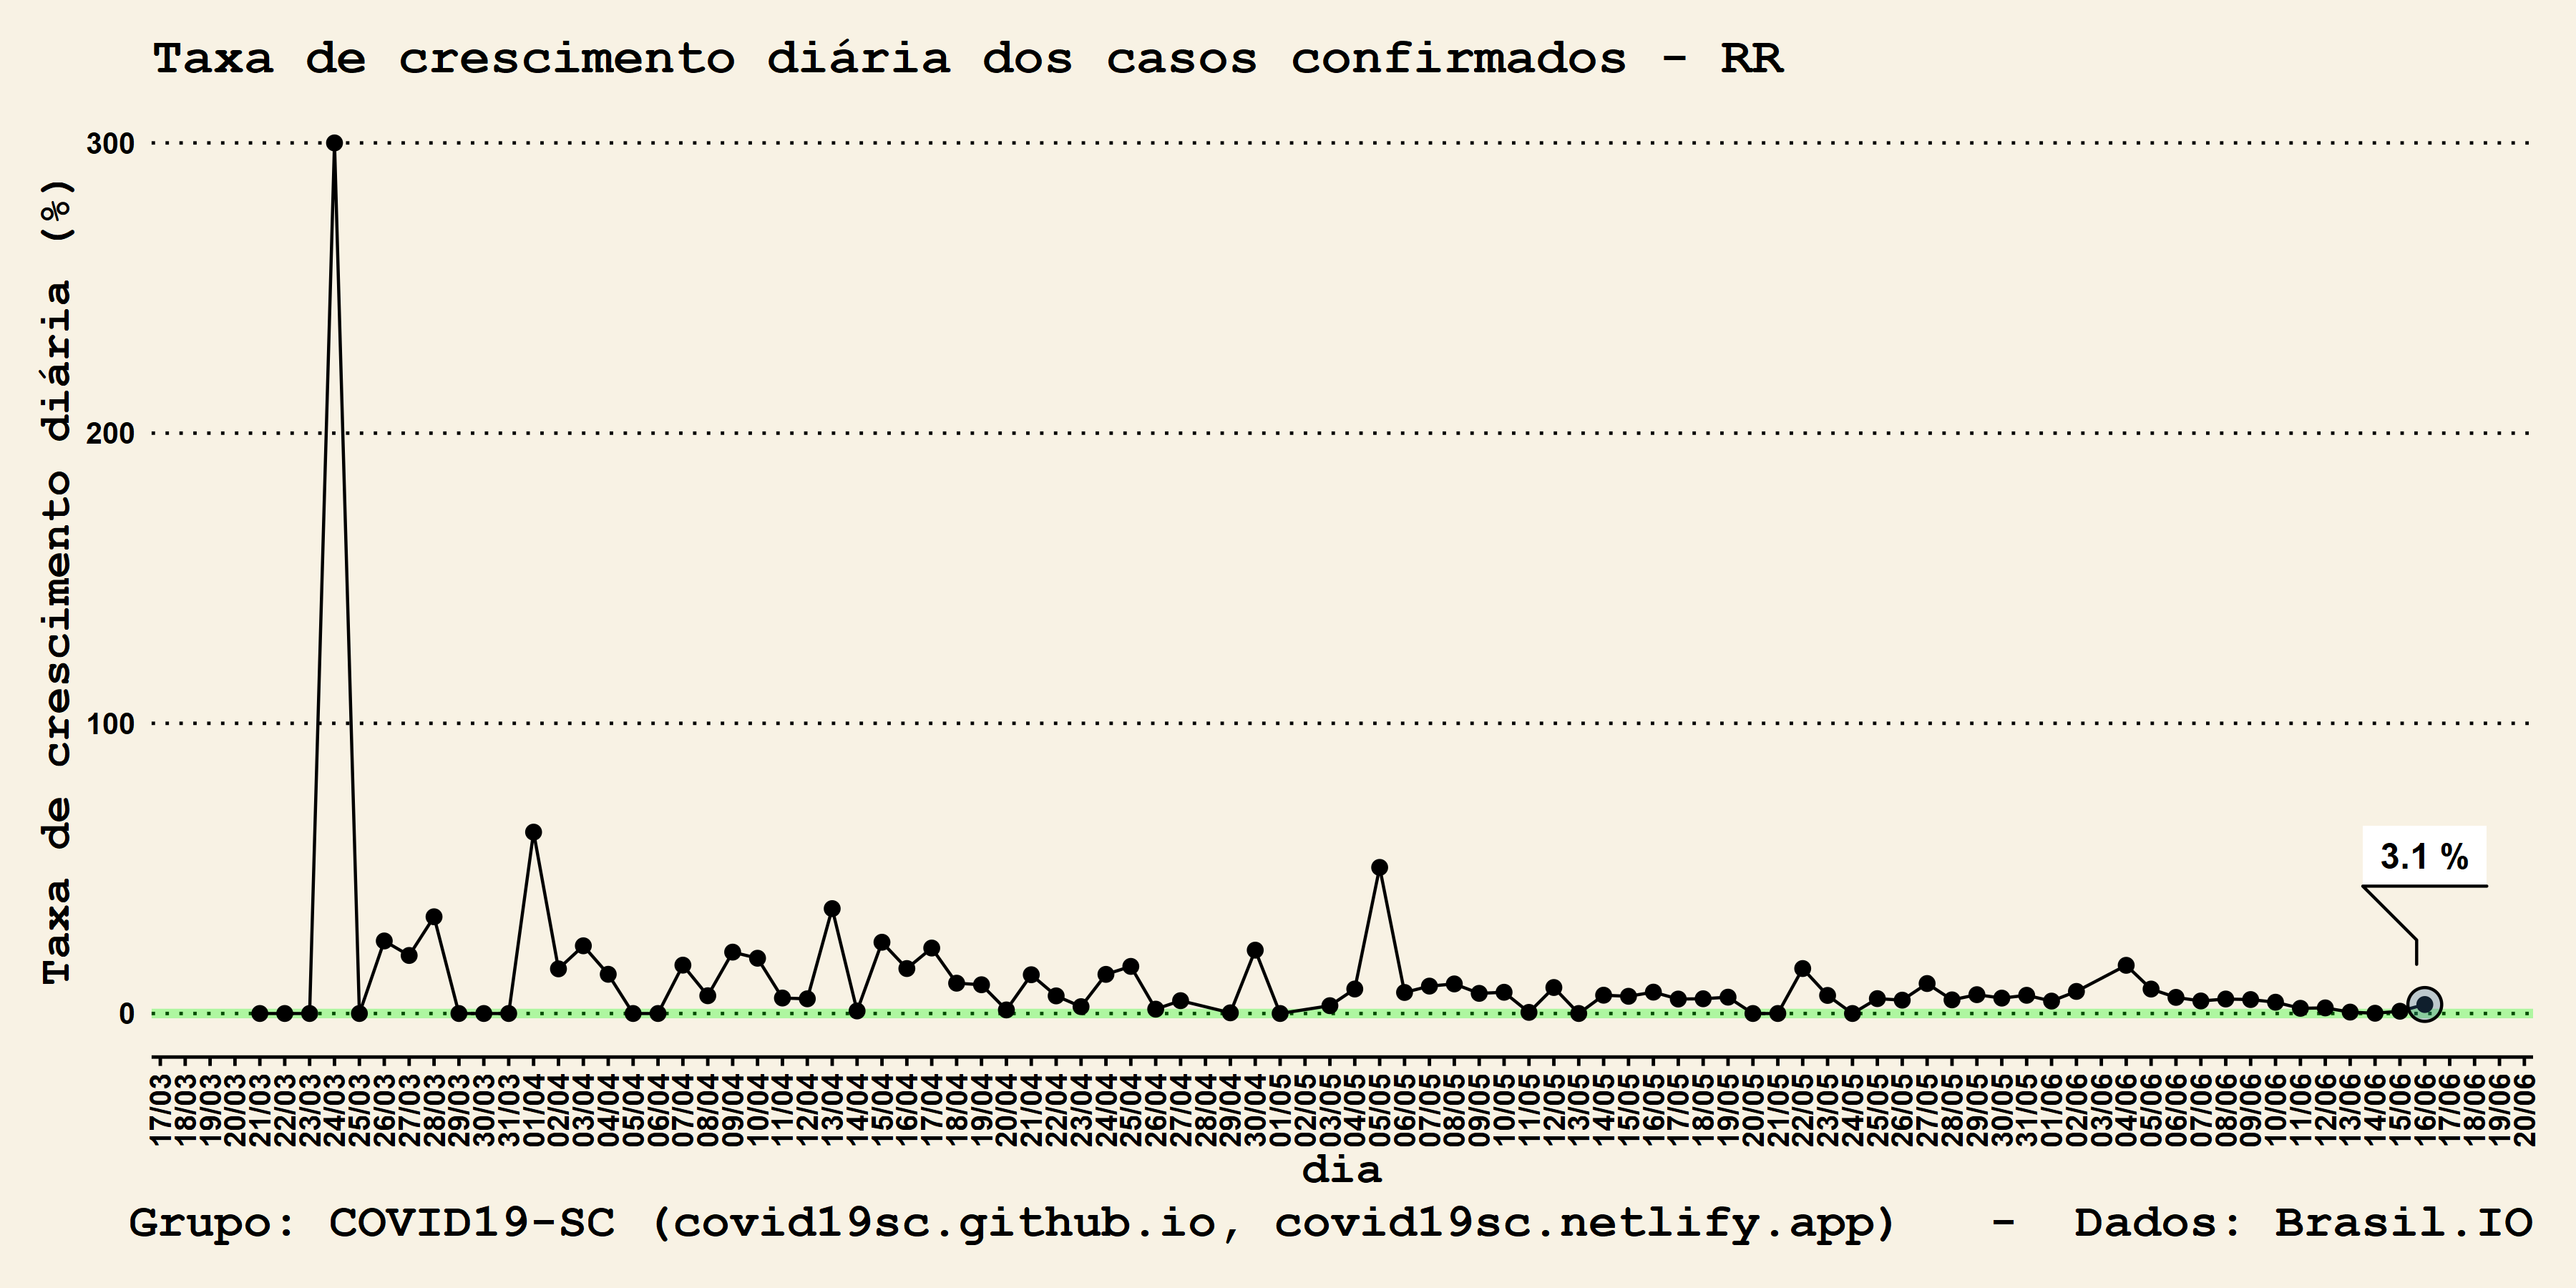 Taxa de crescimento diária dos casos confirmados - RR
Taxa de crescimento diária (%)
300
200
100
0
3.1 %
17/03 18/03 19/03 20/03 21/03 22/03 23/03 24/03 25/03 26/03 27/03 28/03 29/03 30/03 31/03 01/04 02/04 03/04 04/04 05/04 06/04 07/04 08/04 09/04 10/04 11/04 12/04 13/04 14/04 15/04 16/04 17/04 18/04 19/04 20/04 21/04 22/04 23/04 24/04 25/04 26/04 27/04 28/04 29/04 30/04 01/05 02/05 03/05 04/05 05/05 06/05 07/05 08/05 09/05 10/05 11/05 12/05 13/05 14/05 15/05 16/05 17/05 18/05 19/05 20/05 21/05 22/05 23/05 24/05 25/05 26/05 27/05 28/05 29/05 30/05 31/05 01/06 02/06 03/06 04/06 05/06 06/06 07/06 08/06 09/06 10/06 11/06 12/06 13/06 14/06 15/06 16/06 17/06 18/06 19/06 20/06
dia
Grupo: COVID19-SC (covid19sc.github.io, covid19sc.netlify.app) - Dados: Brasil.IO